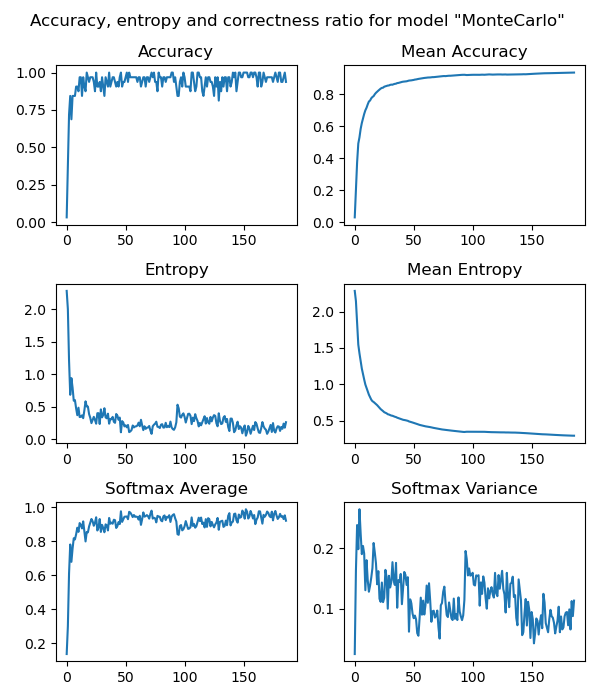 Accuracy, entropy and correctness ratio for model "MonteCarlo"
Accuracy
Mean Accuracy
1.00
0.75
0.50
0.25
0.00
0 50 100 150
0.8
0.6
0.4
0.2
0.0
0 50 100 150
Entropy
Mean Entropy
2.0
1.5
1.0
0.5
0.0
0 50 100 150
2.0
1.5
1.0
0.5
0 50 100 150
Softmax Average
Softmax Variance
1.0
0.8
0.6
0.4
0.2
0 50 100 150
0.2
0.1
0 50 100 150